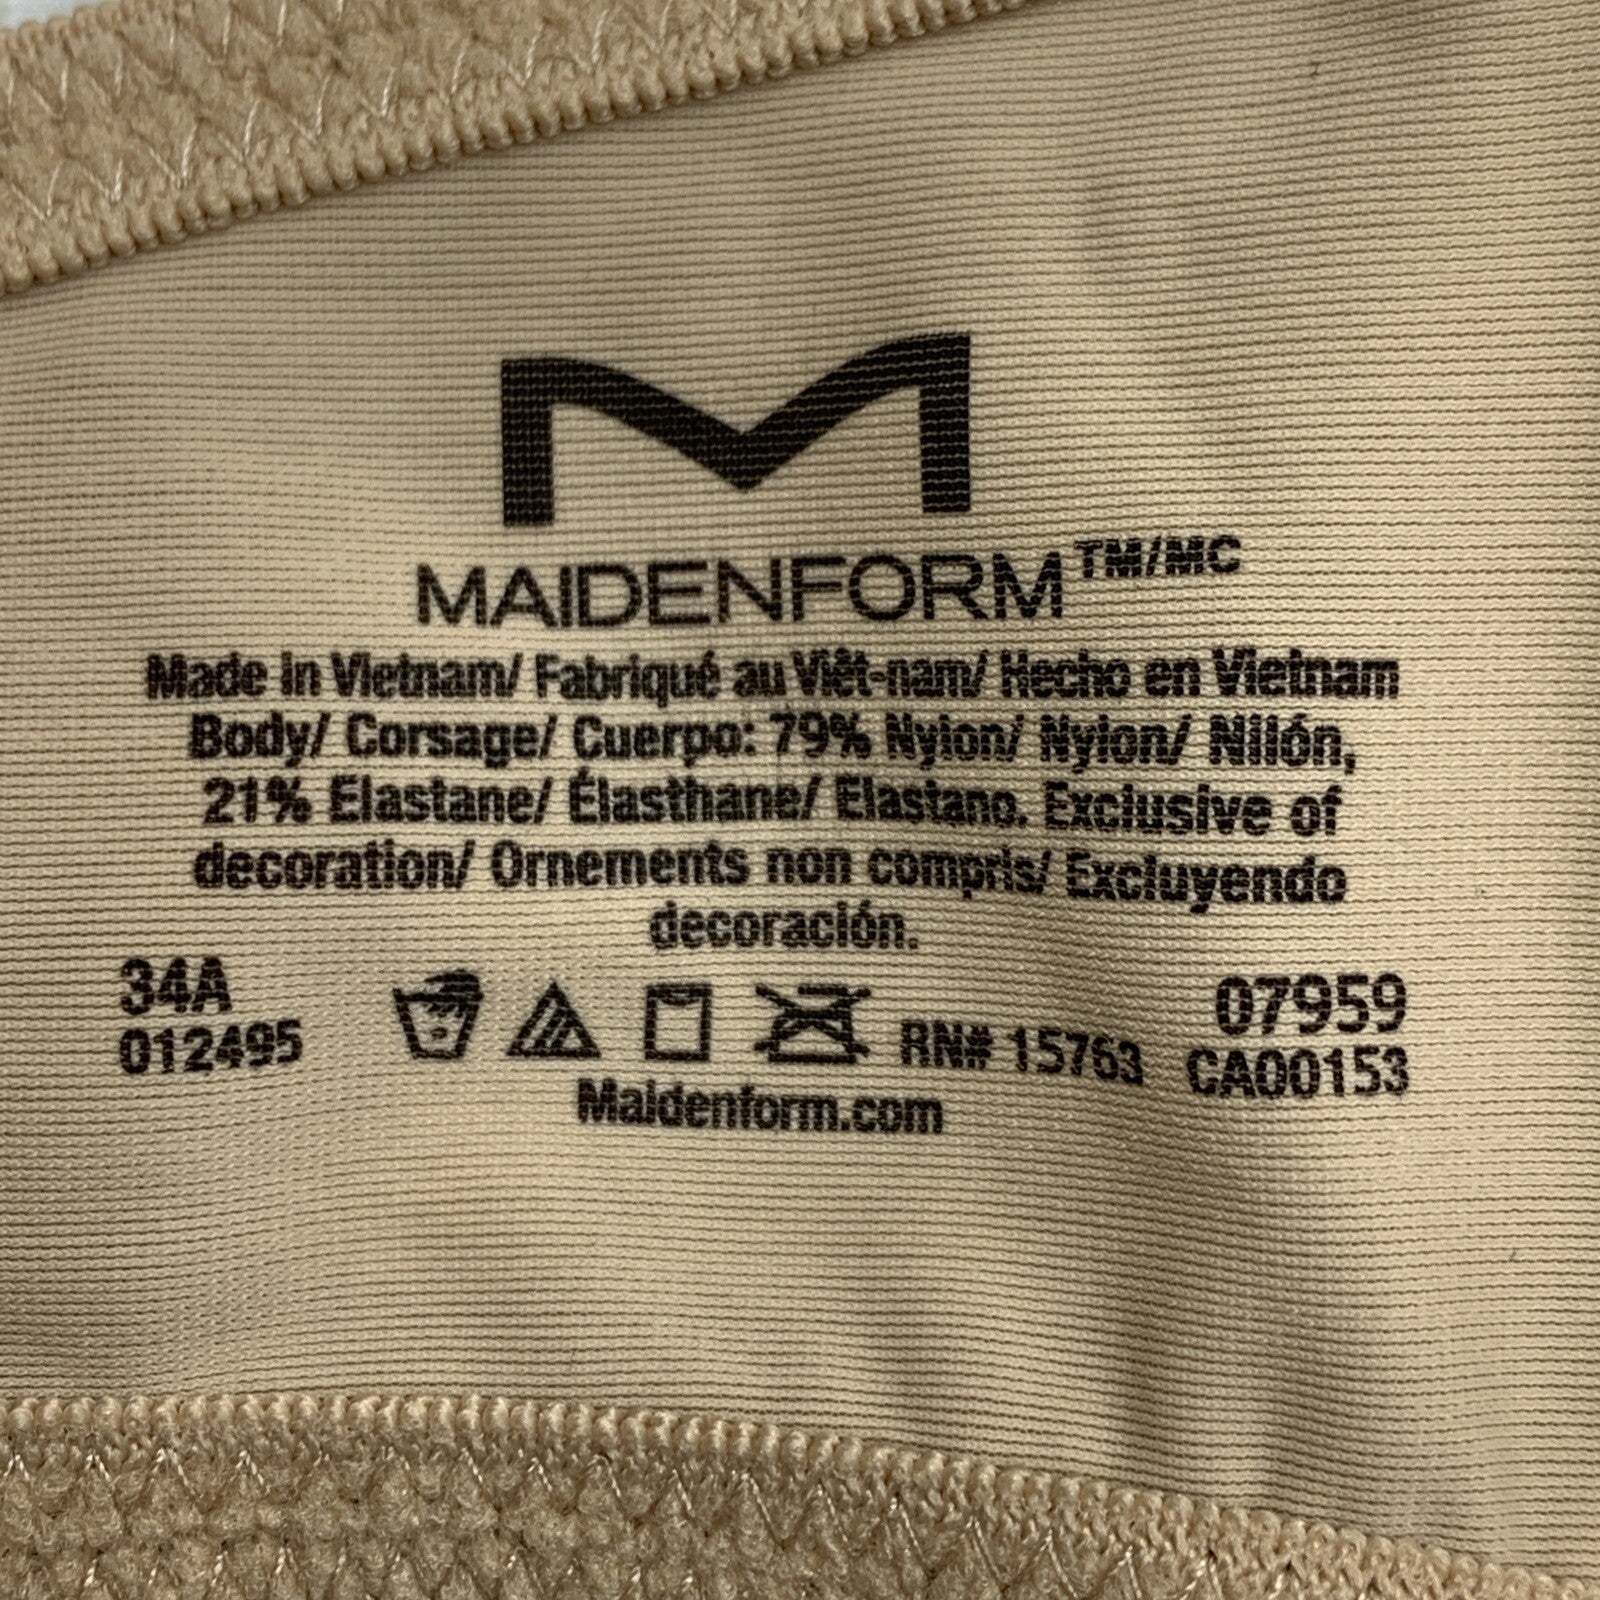 MAIDENFORM™/MC
Made in Vietnam/ Fabriqué au Viêt-nam/ Hecho en Vietnam
Body/ Corsage/ Cuerpo: 79% Nylon/ Nylon/ Nilón,
21% Elastane/ Élasthane/ Elastano. Exclusive of
decoration/ Ornements non compris/ Excluyendo
decoración.
34A
012495
RN# 15763
07959
CA00153
Maidenform.com